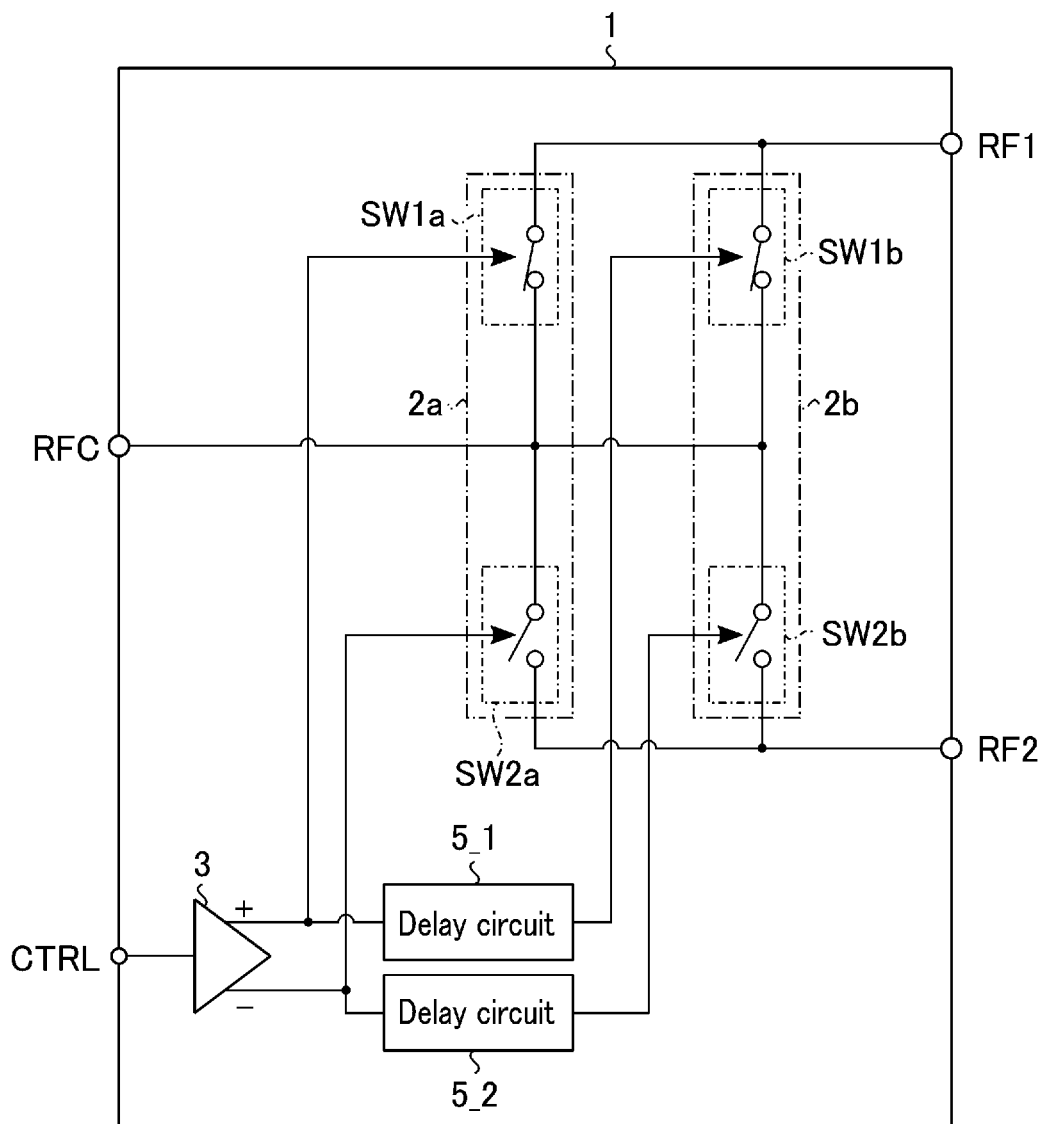 1
RF1
SW1a
SW1b
2a
2b
RFC
SW2b
SW2a
RF2
5_1
3
+
Delay circuit
CTRL
−
Delay circuit
5_2